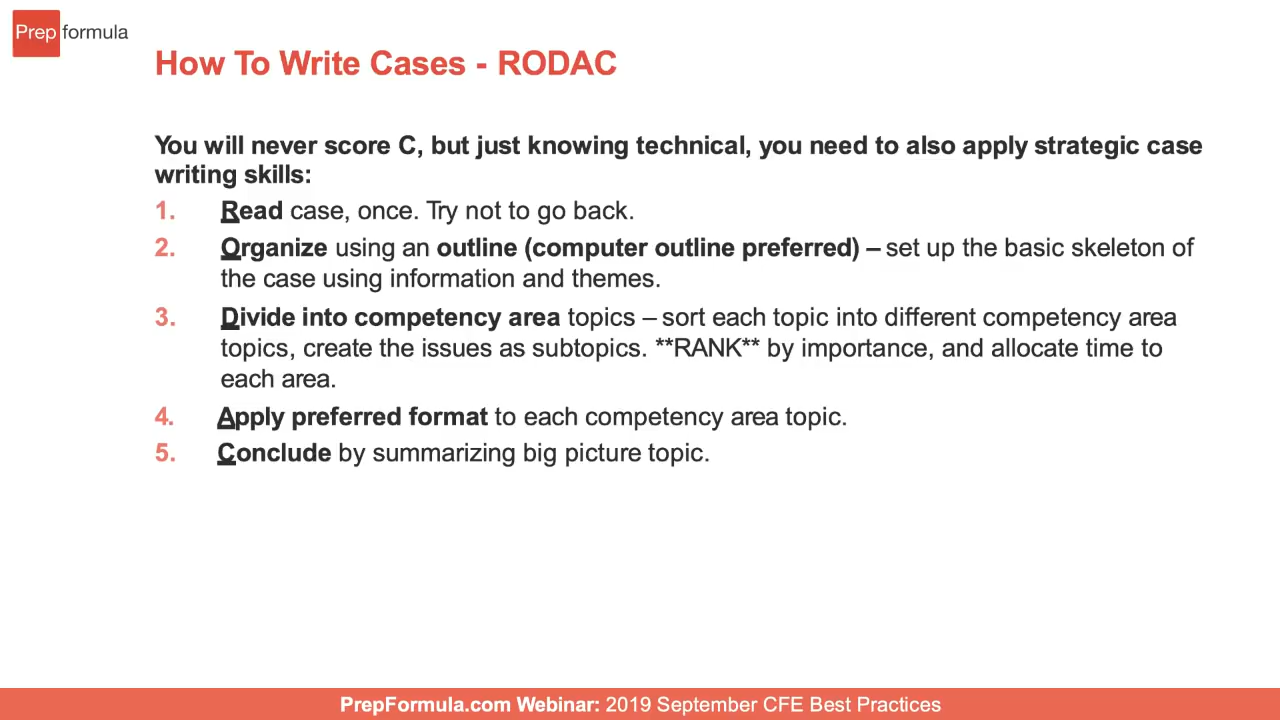 Prep formula
How To Write Cases - RODAC
You will never score C, but just knowing technical, you need to also apply strategic case
writing skills:
1. Read case, once. Try not to go back.
2. Organize using an outline (computer outline preferred) – set up the basic skeleton of
the case using information and themes.
3. Divide into competency area topics – sort each topic into different competency area
topics, create the issues as subtopics. **RANK** by importance, and allocate time to
each area.
4. Apply preferred format to each competency area topic.
5. Conclude by summarizing big picture topic.
PrepFormula.com Webinar: 2019 September CFE Best Practices